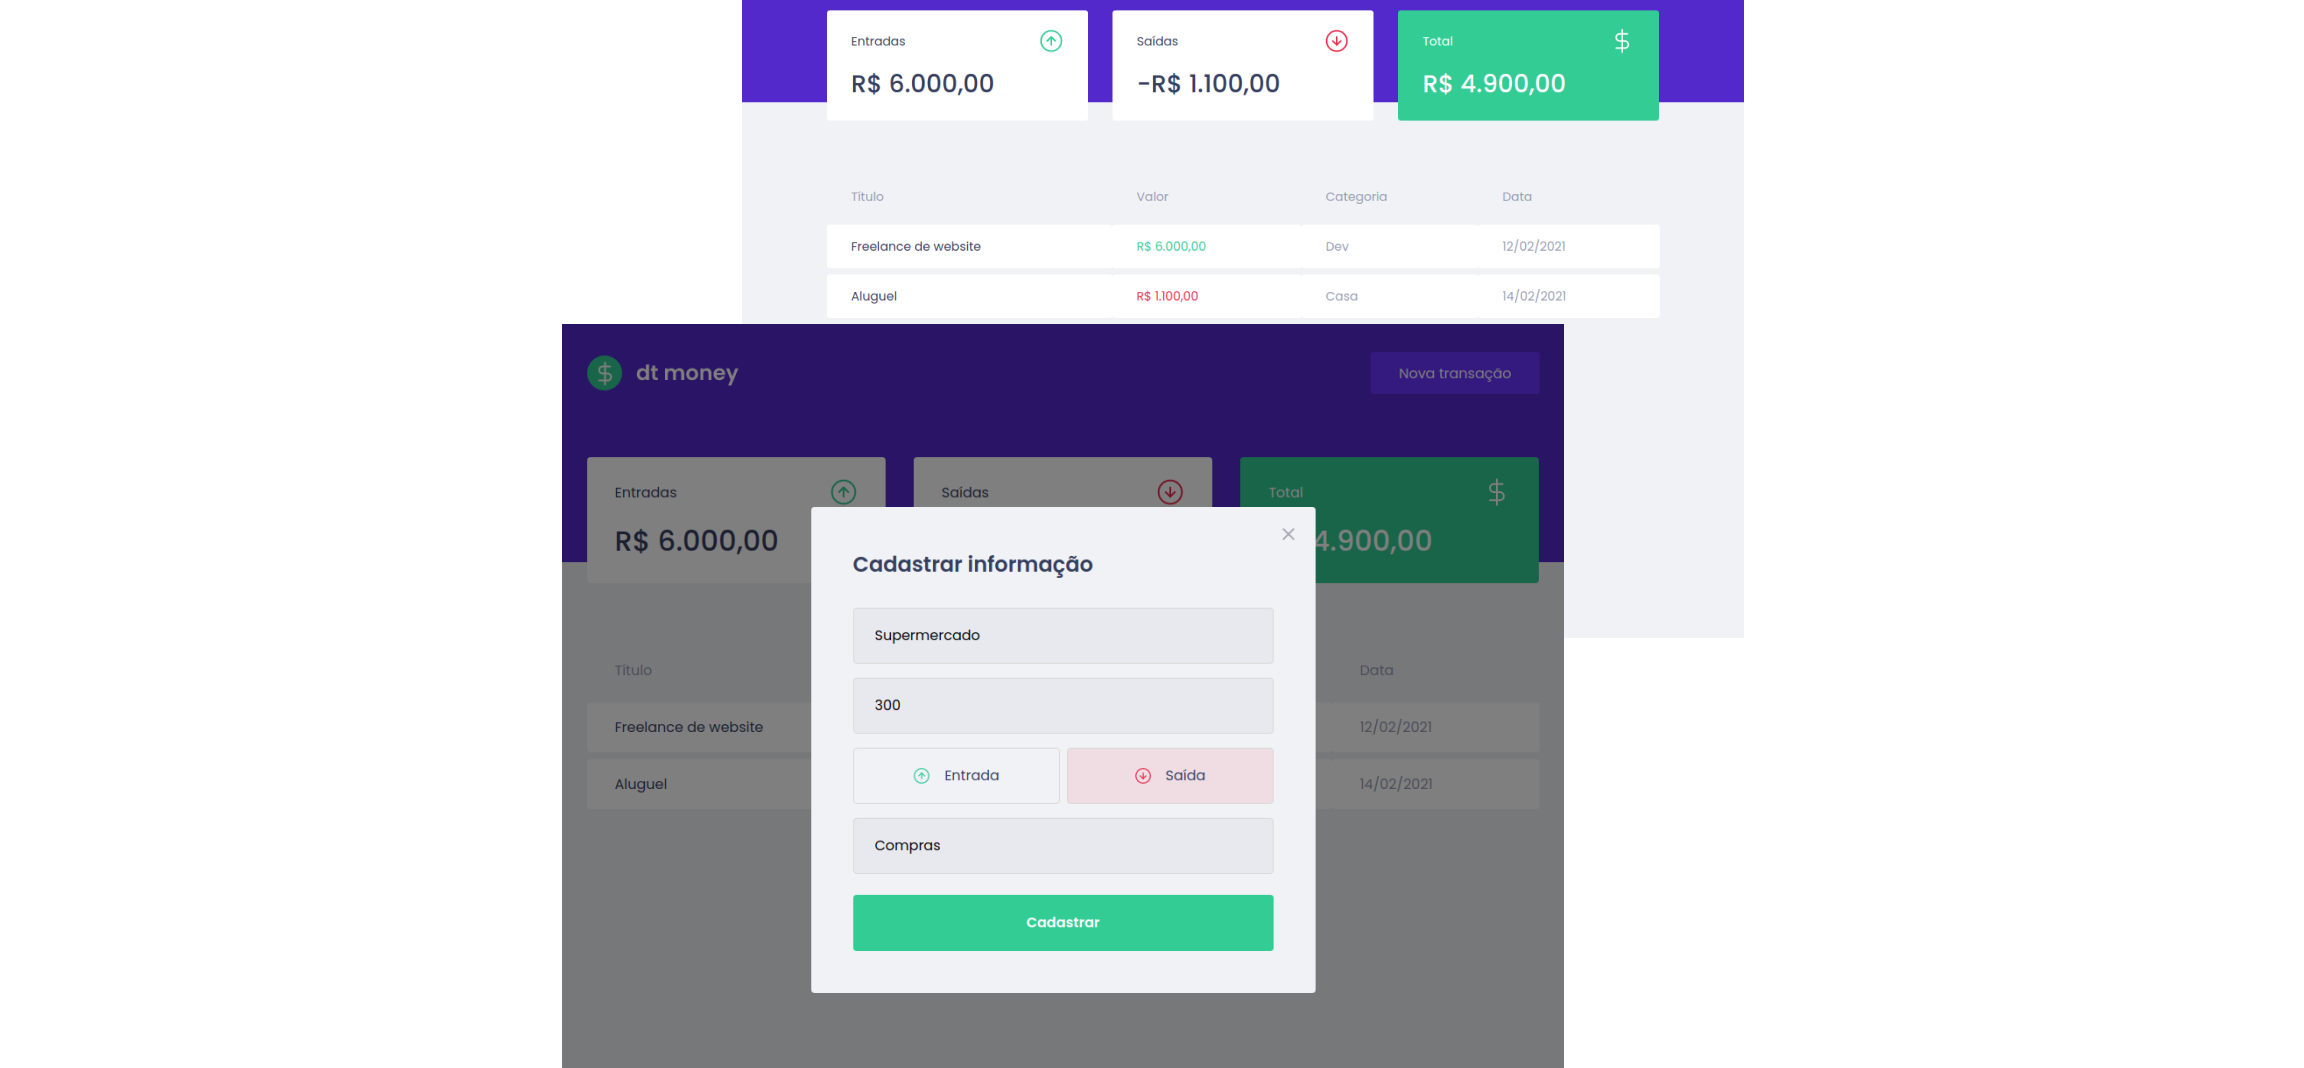 Entradas Saídas Total
R$ 6.000,00 -R$ 1.100,00 R$ 4.900,00
Título Valor Categoria Data
Freelance de website R$ 6.000,00 Dev 12/02/2021
Aluguel R$ 1.100,00 Casa 14/02/2021
dt money Nova transação
Entradas Saídas Total
R$ 6.000,00 4.900,00
Cadastrar informação
Supermercado
300
Entrada Saída
Compras
Cadastrar
Título Data
Freelance de website 12/02/2021
Aluguel 14/02/2021